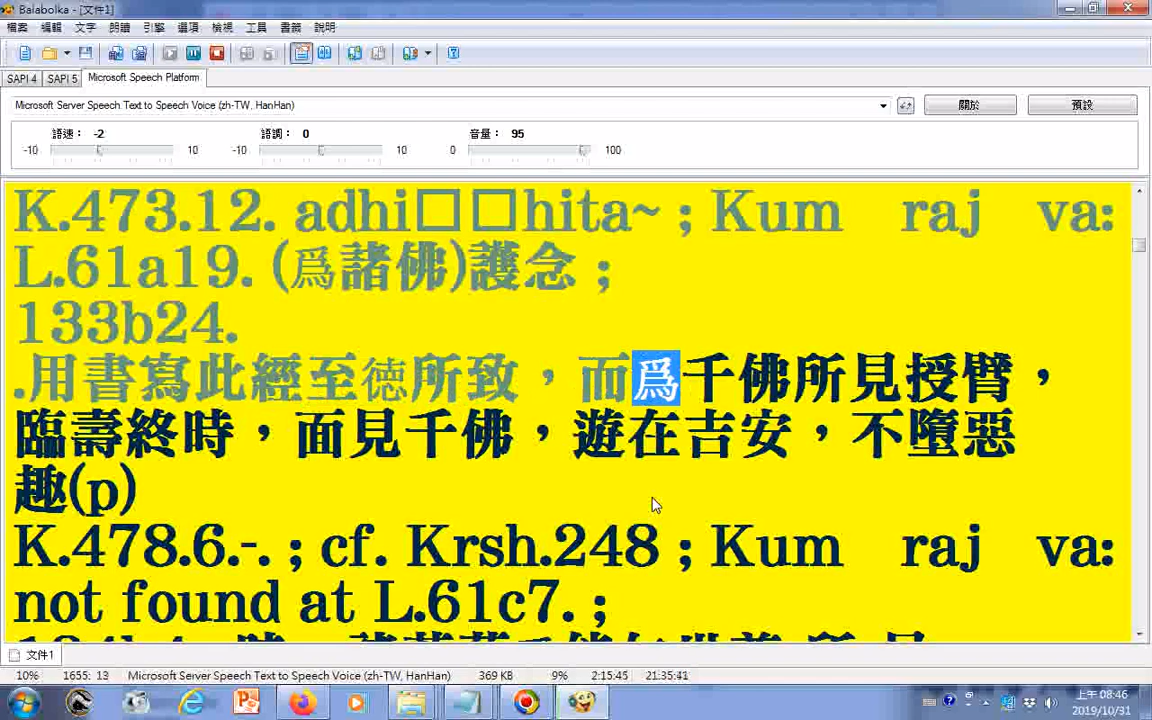 Balabolka - [文件1]
檔案 編輯 文字 朗讀 引擎 選項 檢視 工具 書籤 說明
SAPI 4 SAPI 5 Microsoft Speech Platform
Microsoft Server Speech Text to Speech Voice (zh-TW, HanHan) 關於 預設
語速： -2 語調： 0 音量： 95
-10 10 -10 10 0 100
K.473.12. adhi□□hita~ ; Kum raj va:
L.61a19. (爲諸佛)護念 ;
133b24.
.用書寫此經至德所致，而爲千佛所見授臂，
臨壽終時，面見千佛，遊在吉安，不墮惡
趣(p)
K.478.6.-. ; cf. Krsh.248 ; Kum raj va:
not found at L.61c7. ;
文件1
10% 1655: 13 Microsoft Server Speech Text to Speech Voice (zh-TW, HanHan) 369 KB 9% 2:15:45 21:35:41
上午 08:46
2019/10/31